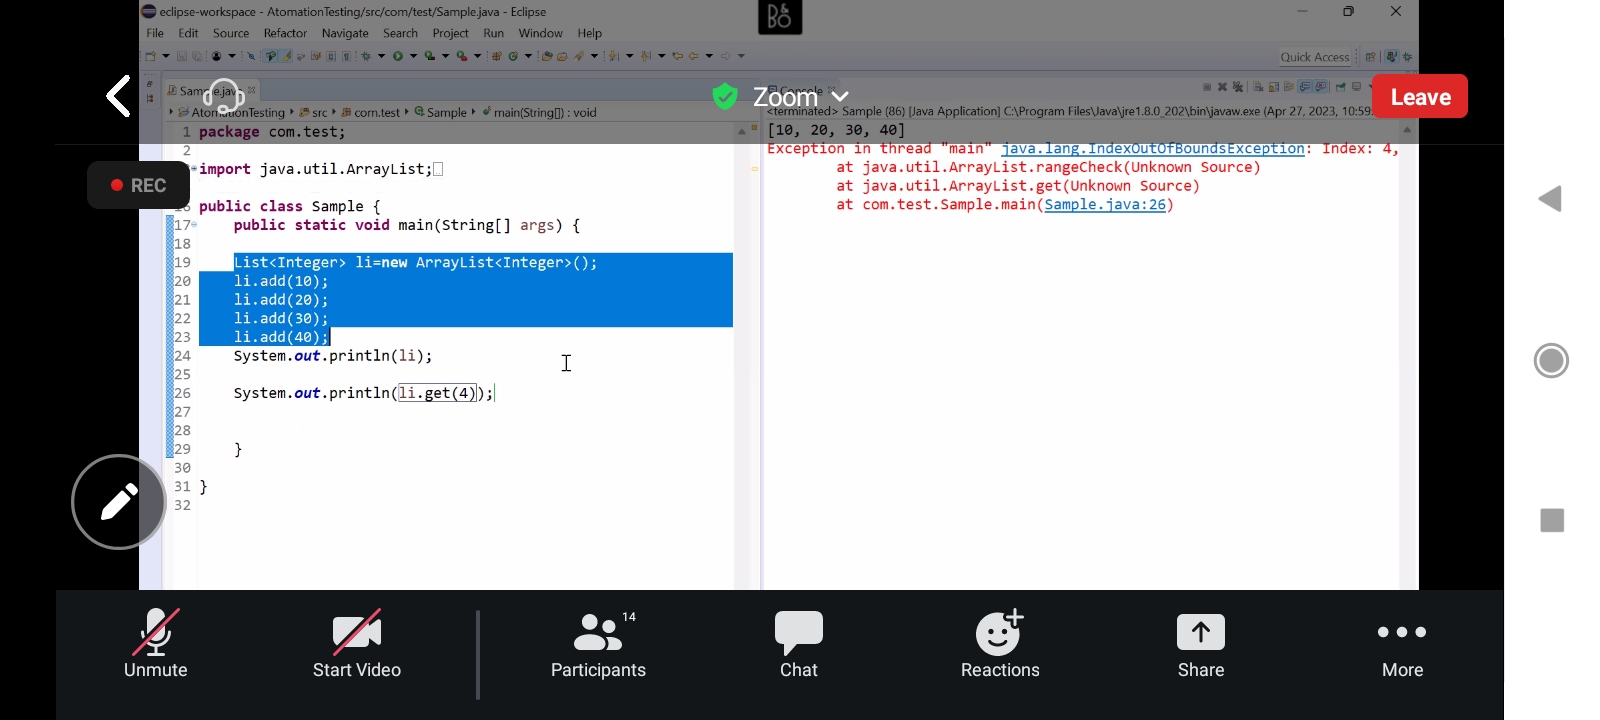 eclipse-workspace - AtomationTesting/src/com/test/Sample.java - Eclipse
B&O
File Edit Source Refactor Navigate Search Project Run Window Help
Quick Access
Sample.java
Zoom
Console
Leave
AtomationTesting src com.test Sample main(String[]) : void
<terminated> Sample (86) [Java Application] C:\Program Files\Java\jre1.8.0_202\bin\javaw.exe (Apr 27, 2023, 10:59
1 package com.test;
2
import java.util.ArrayList;
REC
16 public class Sample {
17 public static void main(String[] args) {
18
19 List<Integer> li=new ArrayList<Integer>();
20 li.add(10);
21 li.add(20);
22 li.add(30);
23 li.add(40);
24 System.out.println(li);
25
26 System.out.println(li.get(4));
27
28
29 }
30
31 }
32
[10, 20, 30, 40]
Exception in thread "main" java.lang.IndexOutOfBoundsException: Index: 4,
at java.util.ArrayList.rangeCheck(Unknown Source)
at java.util.ArrayList.get(Unknown Source)
at com.test.Sample.main(Sample.java:26)
14
Unmute Start Video Participants Chat Reactions Share More